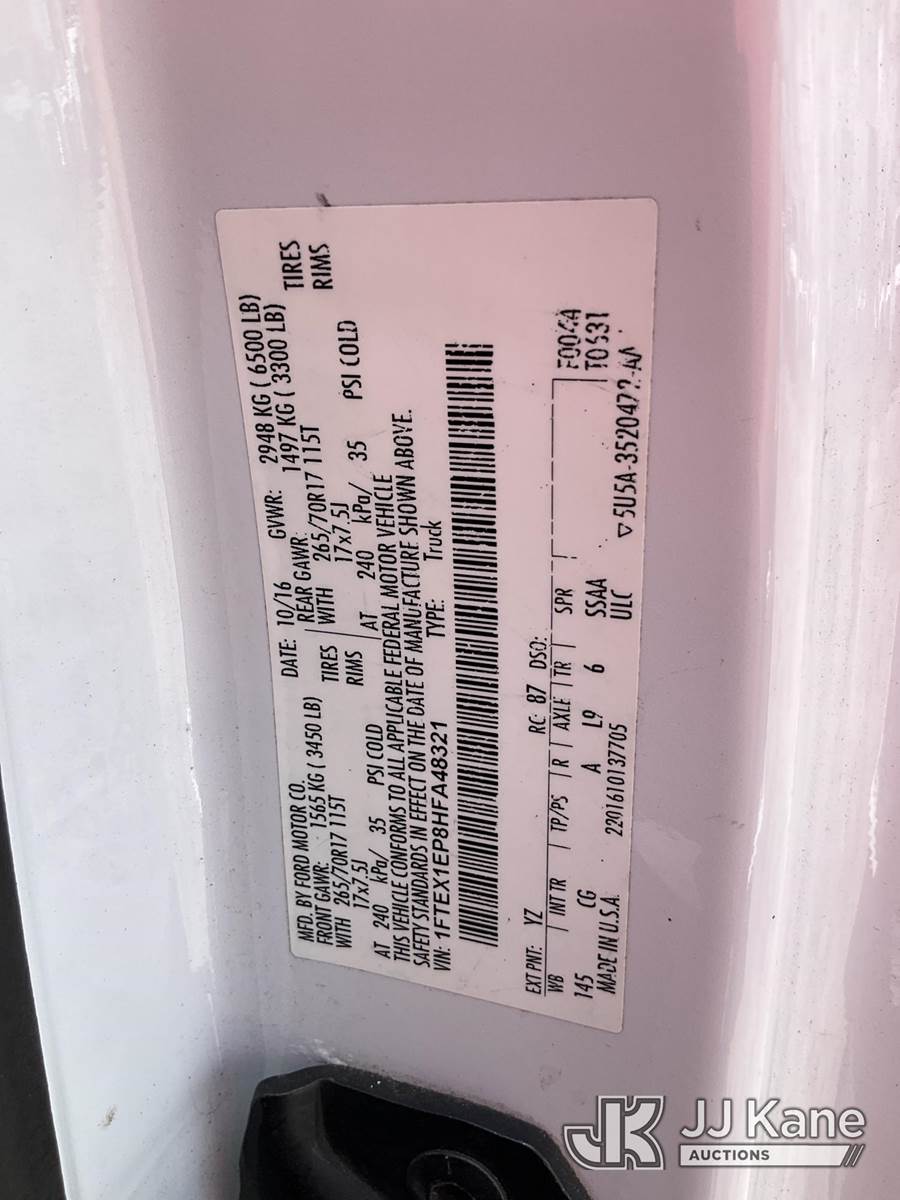 MFD. BY FORD MOTOR CO. DATE: 10/16 GVWR: 2948 KG ( 6500 LB)
FRONT GAWR: 1565 KG ( 3450 LB) REAR GAWR: 1497 KG ( 3300 LB)
WITH 265/70R17 115T TIRES WITH 265/70R17 115T TIRES
17x7.5J RIMS 17x7.5J RIMS
AT 240 kPa/ 35 PSI COLD AT 240 kPa/ 35 PSI COLD
THIS VEHICLE CONFORMS TO ALL APPLICABLE FEDERAL MOTOR VEHICLE
SAFETY STANDARDS IN EFFECT ON THE DATE OF MANUFACTURE SHOWN ABOVE.
VIN: 1FTEX1EP8HFA48321 TYPE: Truck
EXT PNT: YZ RC: 87 DSO:
WB INT TR TP/PS R AXLE TR SPR
145 CG A L9 6 SSAA
MADE IN U.S.A. 2201610137705 ULC
▽5U5A-3520472-AA
JK JJ Kane
AUCTIONS